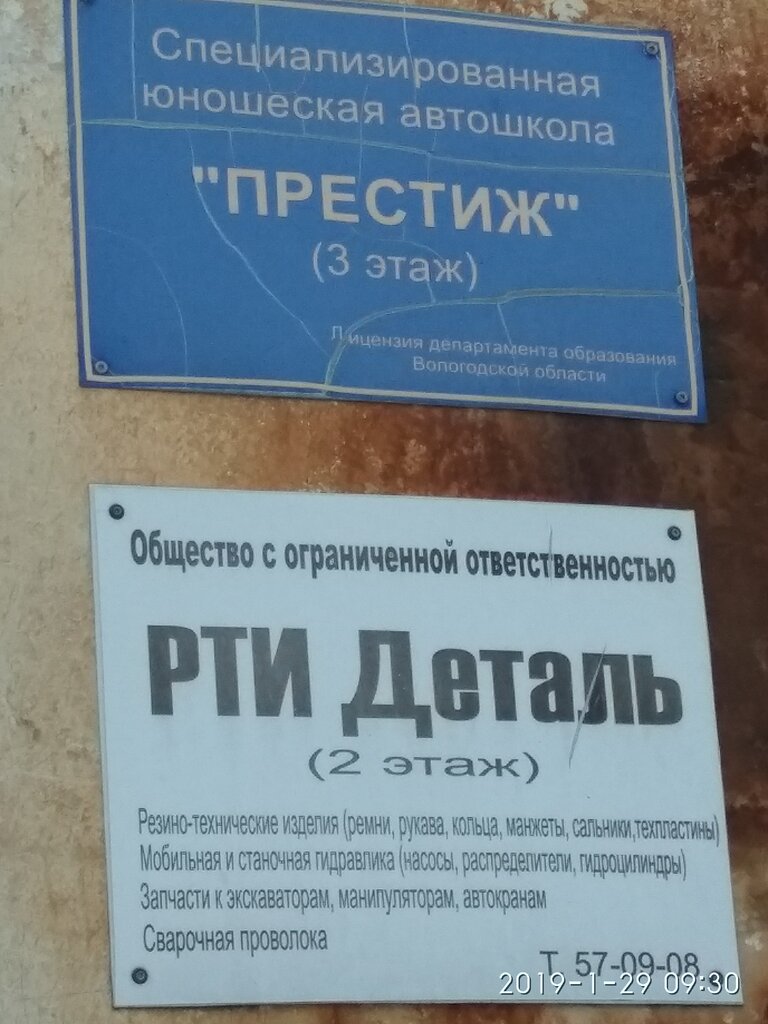 Специализированная
юношеская автошкола
"ПРЕСТИЖ"
(3 этаж)
Лицензия департамента образования
Вологодской области
Общество с ограниченной ответственностью
РТИ Деталь
(2 этаж)
Резино-технические изделия (ремни, рукава, кольца, манжеты, сальники,техпластины)
Мобильная и станочная гидравлика (насосы, распределители, гидроцилиндры)
Запчасти к экскаваторам, манипуляторам, автокранам
Сварочная проволока
Т. 57-09-08
2019-1-29 09:30